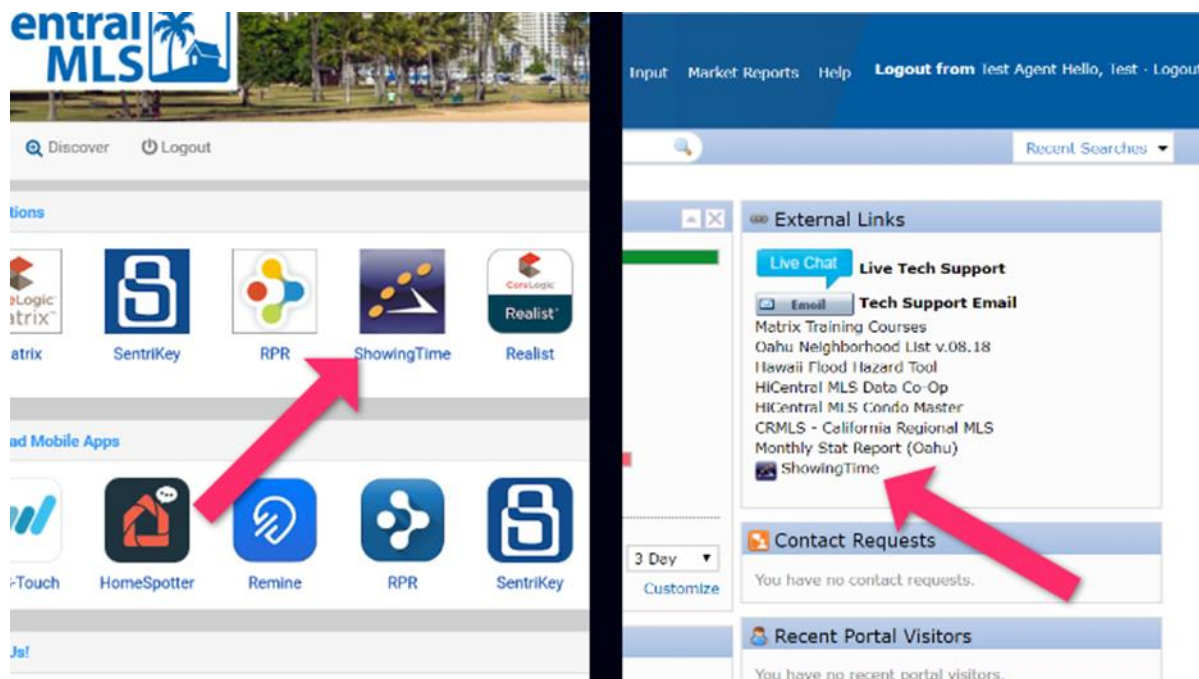 entral
MLS
Discover
Logout
tions
eLogic
atrix
CoreLogic
Realist
atrix
SentriKey
RPR
ShowingTime
Realist
ad Mobile Apps
-Touch
HomeSpotter
Remine
RPR
SentriKey
Us!
Input Market Reports Help Logout from Test Agent Hello, Test · Logout
Recent Searches
External Links
Live Chat Live Tech Support
Email Tech Support Email
Matrix Training Courses
Oahu Neighborhood List v.08.18
Hawaii Flood Hazard Tool
HiCentral MLS Data Co-Op
HiCentral MLS Condo Master
CRMLS - California Regional MLS
Monthly Stat Report (Oahu)
ShowingTime
Contact Requests
3 Day
You have no contact requests.
Customize
Recent Portal Visitors
You have no recent portal visitors.